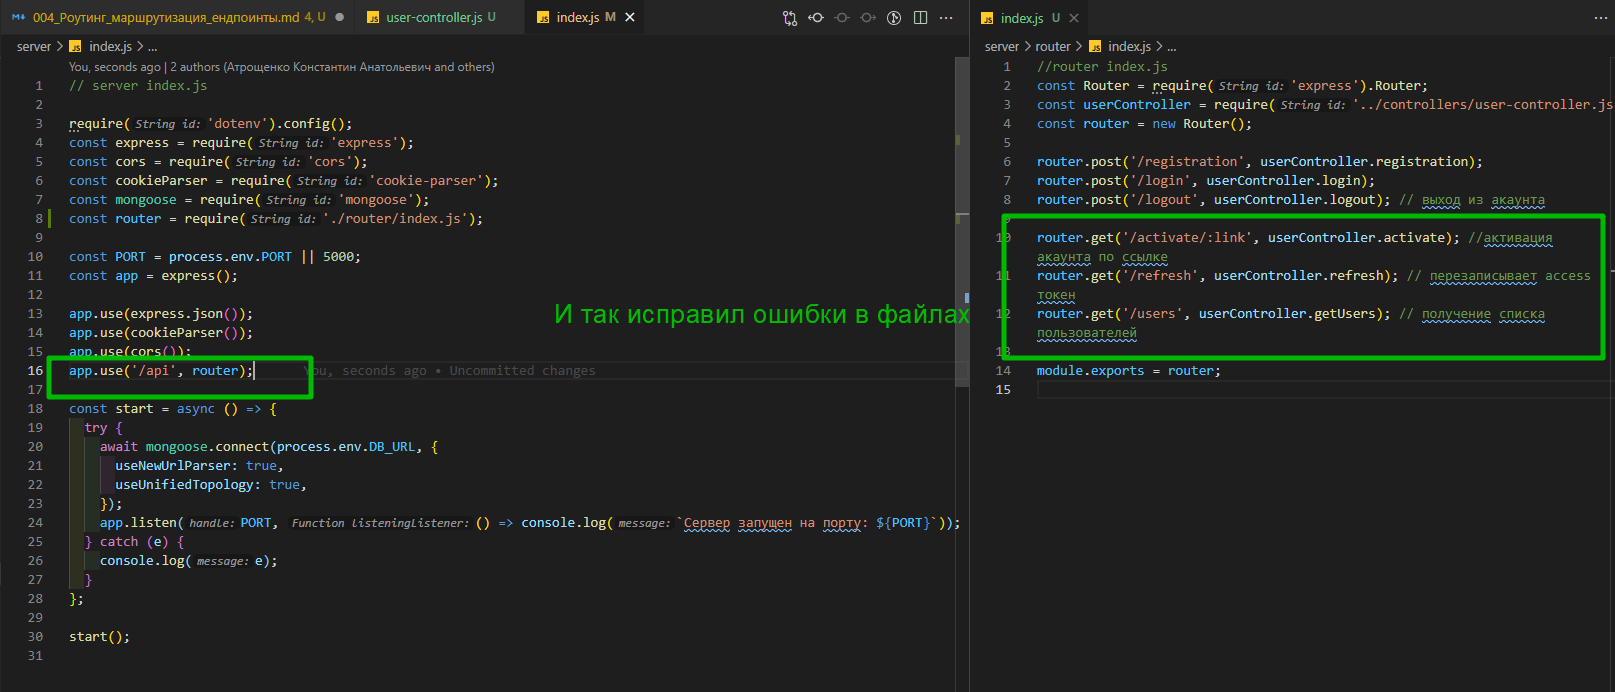 004_Роутинг_маршрутизация_ендпоинты.md 4, U
user-controller.js U
index.js M
server > index.js > ...
You, seconds ago | 2 authors (Атрощенко Константин Анатольевич and others)
1 // server index.js
2
3 require(String id: 'dotenv').config();
4 const express = require(String id: 'express');
5 const cors = require(String id: 'cors');
6 const cookieParser = require(String id: 'cookie-parser');
7 const mongoose = require(String id: 'mongoose');
8 const router = require(String id: './router/index.js');
9
10 const PORT = process.env.PORT || 5000;
11 const app = express();
12
13 app.use(express.json());
14 app.use(cookieParser());
15 app.use(cors());
16 app.use('/api', router); You, seconds ago • Uncommitted changes
17
18 const start = async () => {
19 try {
20 await mongoose.connect(process.env.DB_URL, {
21 useNewUrlParser: true,
22 useUnifiedTopology: true,
23 });
24 app.listen(handle: PORT, Function listeningListener: () => console.log(message: `Сервер запущен на порту: ${PORT}`));
25 } catch (e) {
26 console.log(message: e);
27 }
28 };
29
30 start();
31
И так исправил ошибки в файлах
index.js U
server > router > index.js > ...
1 //router index.js
2 const Router = require(String id: 'express').Router;
3 const userController = require(String id: '../controllers/user-controller.js
4 const router = new Router();
5
6 router.post('/registration', userController.registration);
7 router.post('/login', userController.login);
8 router.post('/logout', userController.logout); // выход из акаунта
9
10 router.get('/activate/:link', userController.activate); //активация
акаунта по ссылке
11 router.get('/refresh', userController.refresh); // перезаписывает access
токен
12 router.get('/users', userController.getUsers); // получение списка
пользователей
13
14 module.exports = router;
15